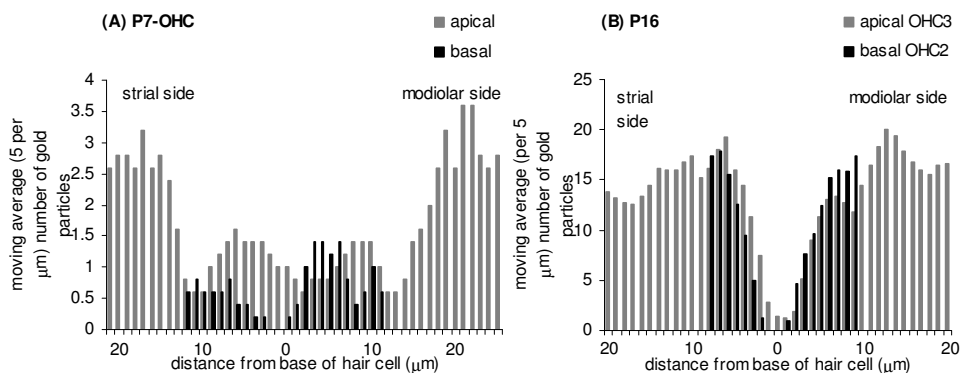 (A) P7-OHC
apical
basal
strial side
modiolar side
moving average (5 per
μm) number of gold
particles
4
3.5
3
2.5
2
1.5
1
0.5
0
20 10 0 10 20
distance from base of hair cell (μm)
(B) P16
apical OHC3
basal OHC2
strial
side
modiolar side
moving average (per 5
μm) number of gold
particles
25
20
15
10
5
0
20 10 0 10 20
distance from base of hair cell (μm)